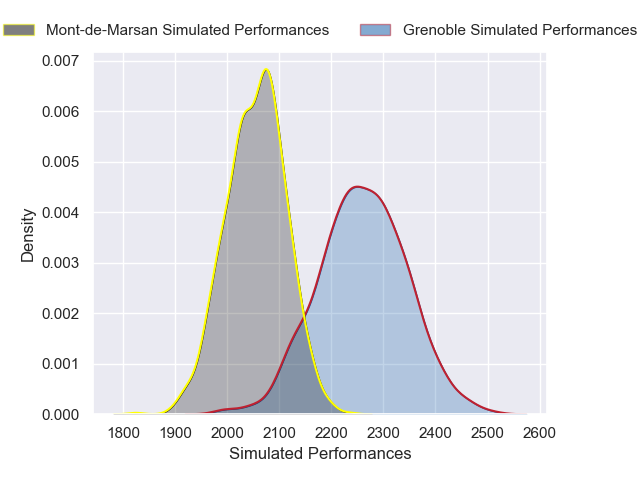 Mont-de-Marsan Simulated Performances Grenoble Simulated Performances
0.007
0.006
0.005
0.004
0.003
0.002
0.001
0.000
Density
1800 1900 2000 2100 2200 2300 2400 2500 2600
Simulated Performances